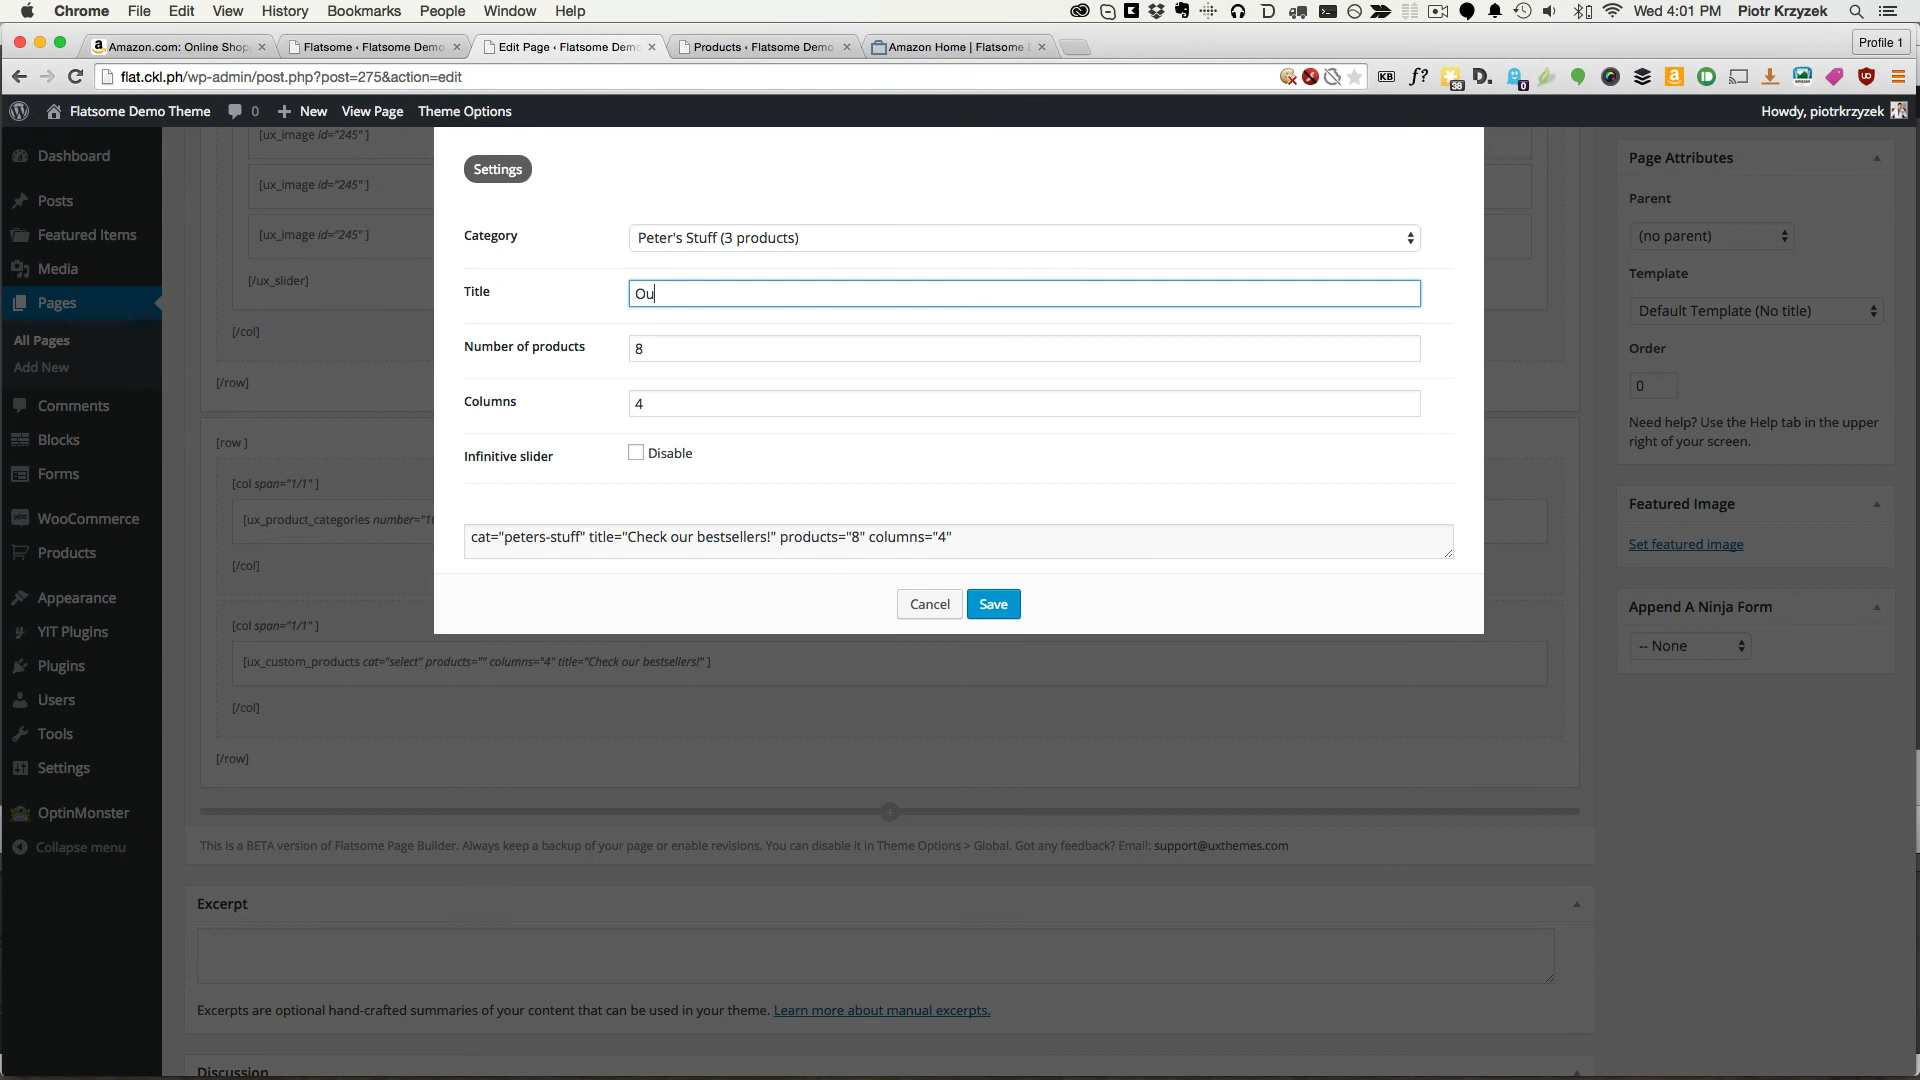 Chrome File Edit View History Bookmarks People Window Help Wed 4:01 PM Piotr Krzyzek
Amazon.com: Online Shop
Flatsome ‹ Flatsome Demo
Edit Page ‹ Flatsome Demo
Products ‹ Flatsome Demo
Amazon Home | Flatsome
Profile 1
flat.ckl.ph/wp-admin/post.php?post=275&action=edit
KB f? 38 D. 0
Flatsome Demo Theme 0 New View Page Theme Options
Howdy, piotrkrzyzek
Dashboard
Posts
Featured Items
Media
Pages
All Pages
Add New
Comments
Blocks
Forms
WooCommerce
Products
Appearance
YIT Plugins
Plugins
Users
Tools
Settings
OptinMonster
Collapse menu
[ux_image id="245" ]
[ux_image id="245" ]
[ux_image id="245" ]
[/ux_slider]
[/col]
[/row]
[row ]
[col span="1/1" ]
[ux_product_categories number="10
[/col]
[col span="1/1" ]
[ux_custom_products cat="select" products="" columns="4" title="Check our bestsellers!" ]
[/col]
[/row]
Settings
Category
Peter's Stuff (3 products)
Title
Ou
Number of products
8
Columns
4
Infinitive slider
Disable
cat="peters-stuff" title="Check our bestsellers!" products="8" columns="4"
Cancel
Save
This is a BETA version of Flatsome Page Builder. Always keep a backup of your page or enable revisions. You can disable it in Theme Options > Global. Got any feedback? Email: support@uxthemes.com
Excerpt
Excerpts are optional hand-crafted summaries of your content that can be used in your theme. Learn more about manual excerpts.
Discussion
Page Attributes
Parent
(no parent)
Template
Default Template (No title)
Order
0
Need help? Use the Help tab in the upper
right of your screen.
Featured Image
Set featured image
Append A Ninja Form
-- None